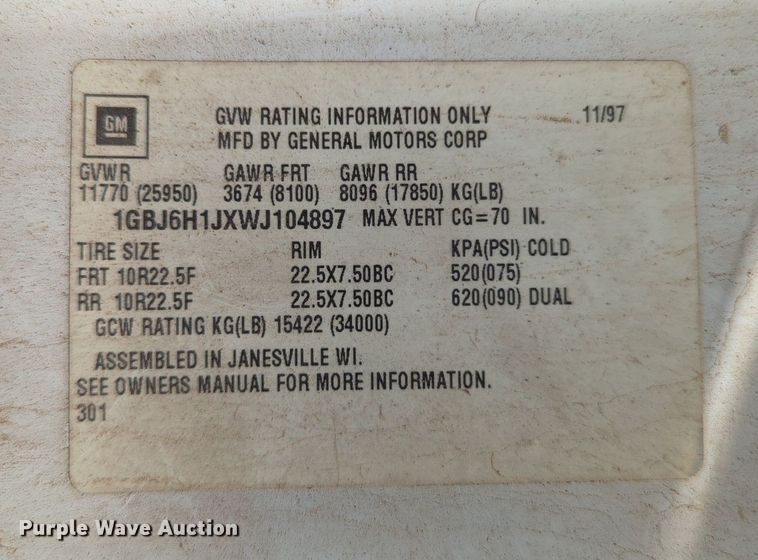 GM
GVW RATING INFORMATION ONLY 11/97
MFD BY GENERAL MOTORS CORP
GVWR GAWR FRT GAWR RR
11770 (25950) 3674 (8100) 8096 (17850) KG(LB)
1GBJ6H1JXWJ104897 MAX VERT CG=70 IN.
TIRE SIZE RIM KPA(PSI) COLD
FRT 10R22.5F 22.5X7.50BC 520(075)
RR 10R22.5F 22.5X7.50BC 620(090) DUAL
GCW RATING KG(LB) 15422 (34000)
ASSEMBLED IN JANESVILLE WI.
SEE OWNERS MANUAL FOR MORE INFORMATION.
301
Purple Wave Auction